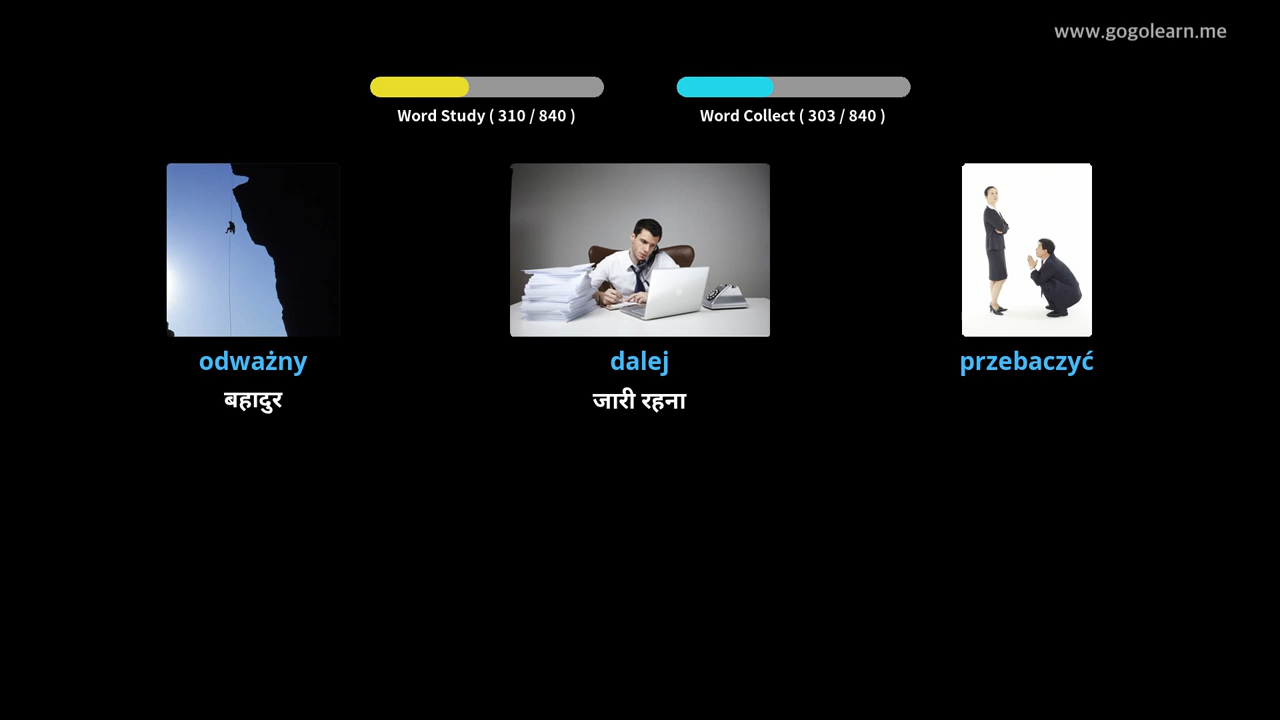 www.gogolearn.me
Word Study ( 310 / 840 )
Word Collect ( 303 / 840 )
odważny
dalej
przebaczyć
बहादुर
जारी रहना